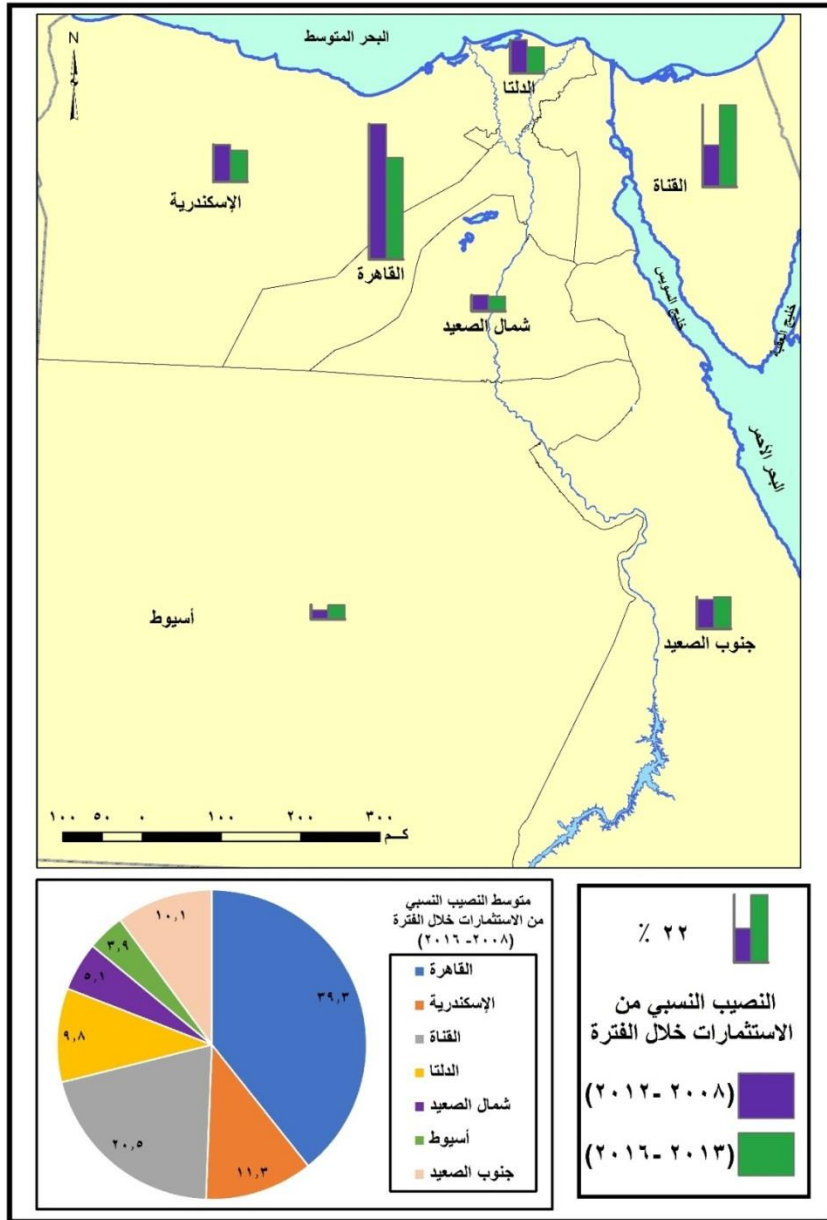 البحر المتوسط
N
الدلتا
القناة
الإسكندرية
القاهرة
خليج السويس
خليج العقب
شمال الصعيد
البحر الأحمر
أسيوط
جنوب الصعيد
١٠٠ ٥٠ ٠ ١٠٠ ٢٠٠ ٣٠٠
كـم
متوسط النصيب النسبي
من الاستثمارات خلال الفترة
(٢٠٠٨- ٢٠١٦)
القاهرة
الإسكندرية
القناة
الدلتا
شمال الصعيد
أسيوط
جنوب الصعيد
٣٩,٣
١١,٣
٢٠,٥
٩,٨
٥,١
٣,٩
١٠,١
٢٢ ٪
النصيب النسبي من
الاستثمارات خلال الفترة
(٢٠٠٨ -٢٠١٢)
(٢٠١٣ -٢٠١٦)